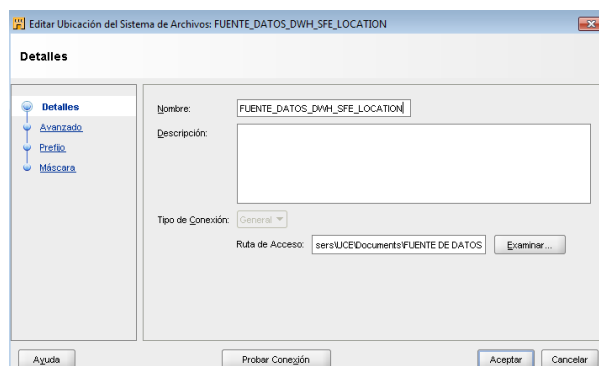 Editar Ubicación del Sistema de Archivos: FUENTE_DATOS_DWH_SFE_LOCATION
Detalles
Detalles
Avanzado
Prefijo
Máscara
Nombre: FUENTE_DATOS_DWH_SFE_LOCATION
Descripción:
Tipo de Conexión: General
Ruta de Acceso: sers\UCE\Documents\FUENTE DE DATOS Examinar...
Ayuda Probar Conexión Aceptar Cancelar